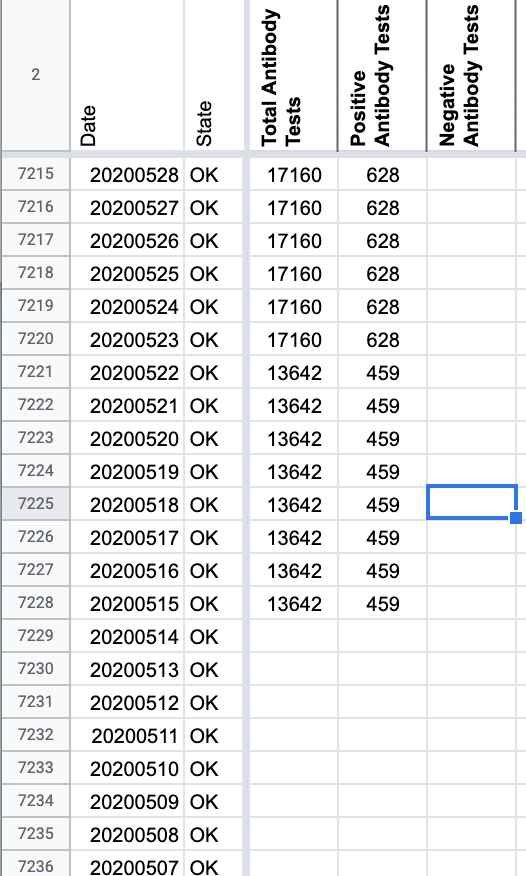 2 Date State Total Antibody Tests Positive Antibody Tests Negative Antibody Tests
7215 20200528 OK 17160 628
7216 20200527 OK 17160 628
7217 20200526 OK 17160 628
7218 20200525 OK 17160 628
7219 20200524 OK 17160 628
7220 20200523 OK 17160 628
7221 20200522 OK 13642 459
7222 20200521 OK 13642 459
7223 20200520 OK 13642 459
7224 20200519 OK 13642 459
7225 20200518 OK 13642 459
7226 20200517 OK 13642 459
7227 20200516 OK 13642 459
7228 20200515 OK 13642 459
7229 20200514 OK
7230 20200513 OK
7231 20200512 OK
7232 20200511 OK
7233 20200510 OK
7234 20200509 OK
7235 20200508 OK
7236 20200507 OK